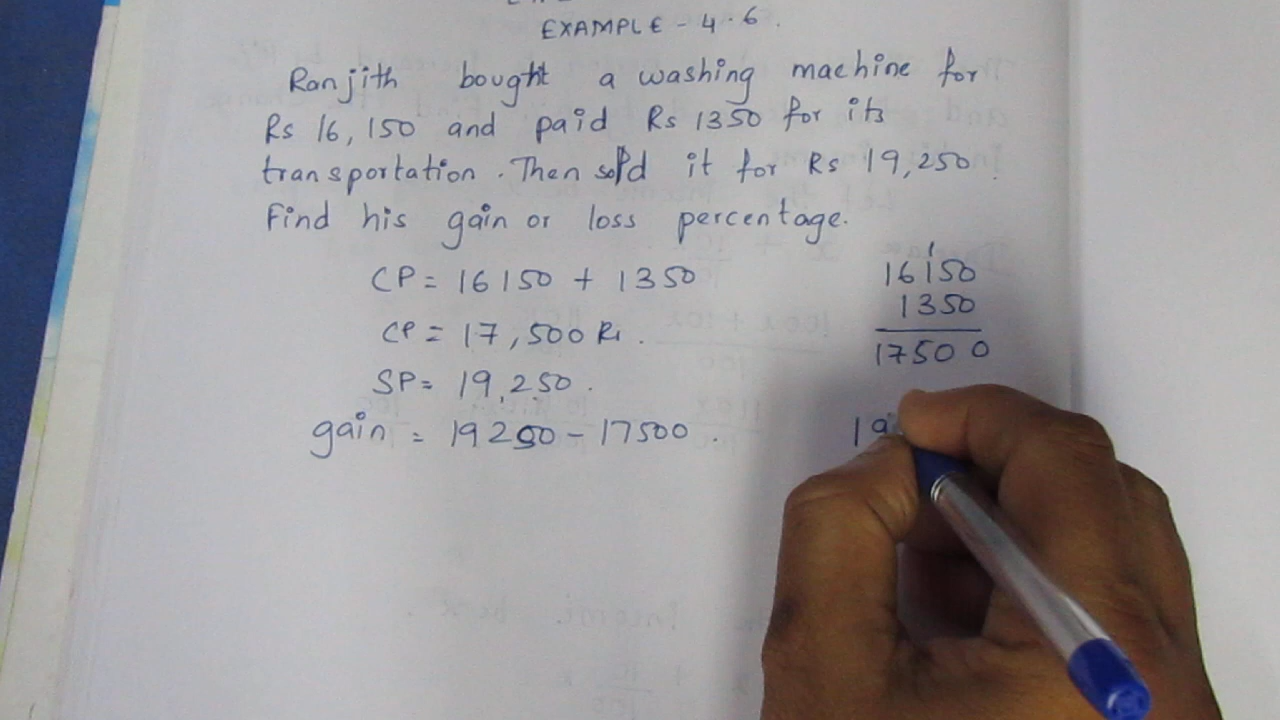 EXAMPLE - 4.6.
Ranjith bought a washing machine for
Rs 16,150 and paid Rs 1350 for its
transportation. Then sold it for Rs 19,250.
Find his gain or loss percentage.
CP = 16150 + 1350
CP = 17,500 Rs.
SP = 19,250.
gain = 19250 - 17500.
1
16150
1350
17500
19